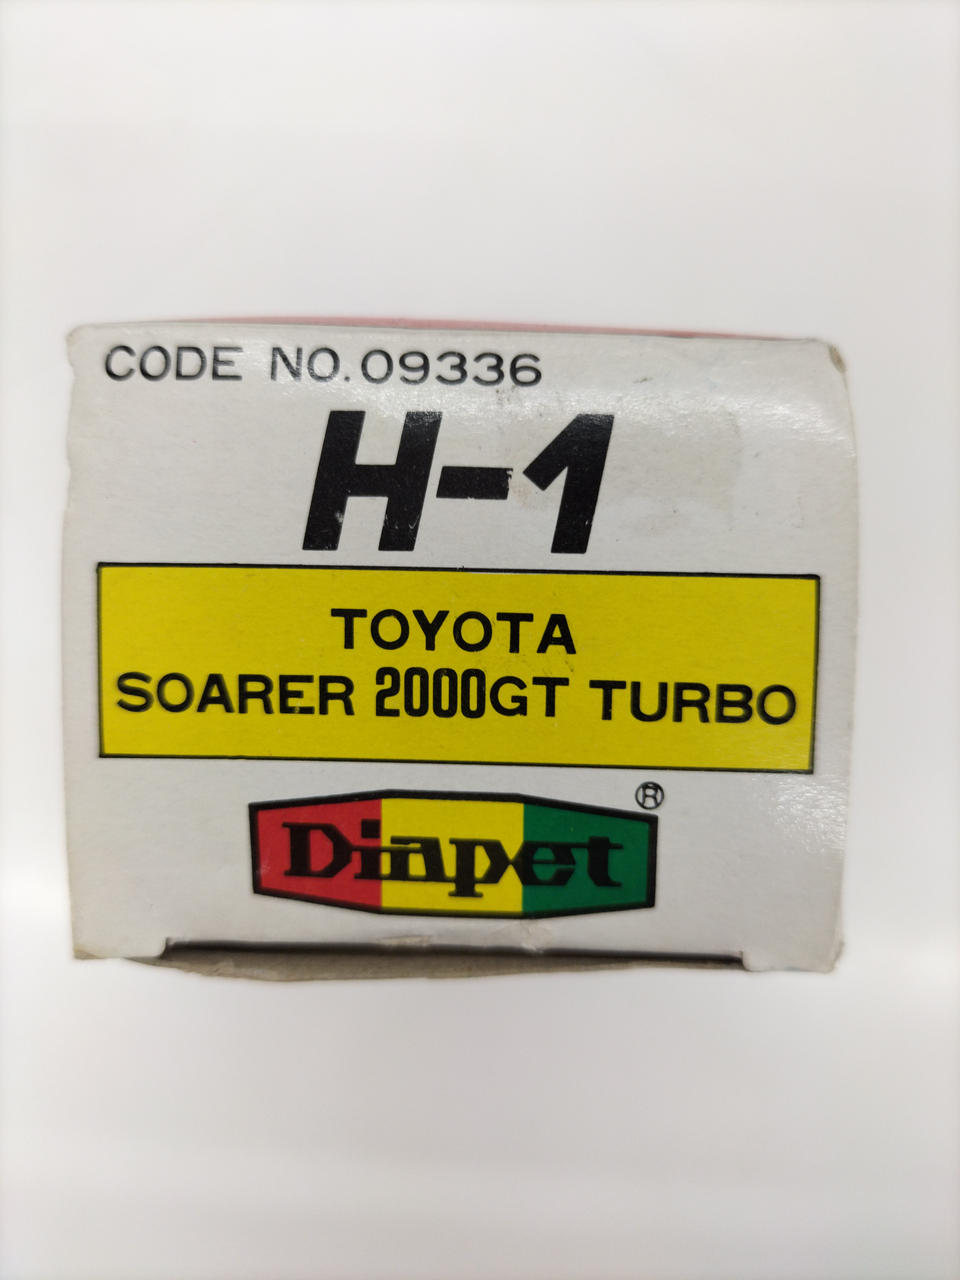 CODE NO. 09336
H-1
TOYOTA
SOARER 2000GT TURBO
®
Diapet